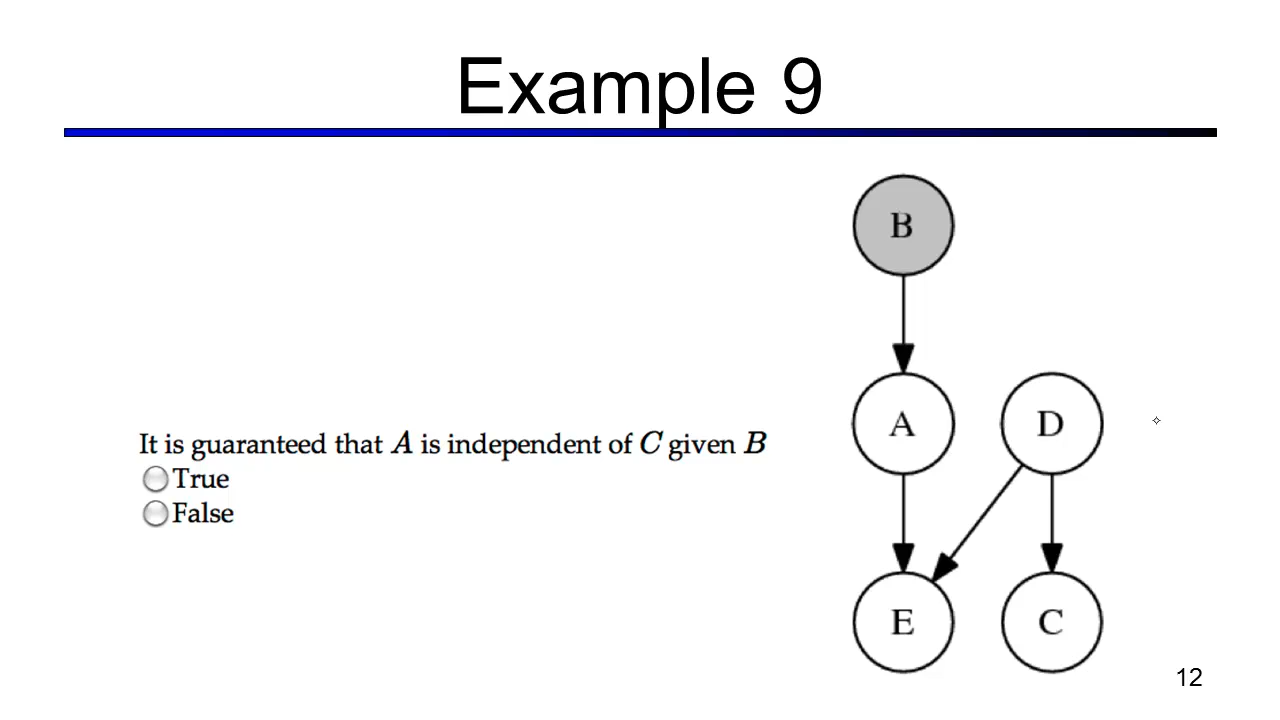 Example 9
B
A
D
It is guaranteed that A is independent of C given B
True
False
E
C
12